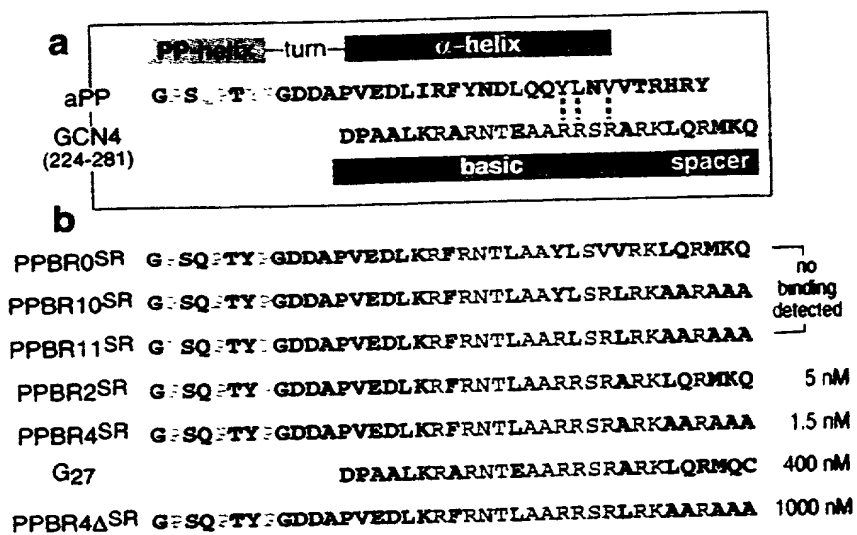 a
PP-helix turn α-helix
aPP G S T GDDAPVEDLIRFYNDLQQYLNVVTRHRY
GCN4 DPAALKRARNTEAARRSRARKLQRMKQ
(224-281)
basic spacer
b
PPBR0SR G SQ TY GDDAPVEDLKRFRNTLAAYLSVVRKLQRMKQ
PPBR10SR G SQ TY GDDAPVEDLKRFRNTLAAYLSRLRKAARAAA
PPBR11SR G SQ TY GDDAPVEDLKRFRNTLAARLSRLRKAARAAA
no
binding
detected
PPBR2SR G SQ TY GDDAPVEDLKRFRNTLAARRSRARKLQRMKQ 5 nM
PPBR4SR G SQ TY GDDAPVEDLKRFRNTLAARRSRARKAARAAA 1.5 nM
G27 DPAALKRARNTEAARRSRARKLQRMQC 400 nM
PPBR4ΔSR G SQ TY GDDAPVEDLKRFRNTLAARRSRLRKAARAAA 1000 nM